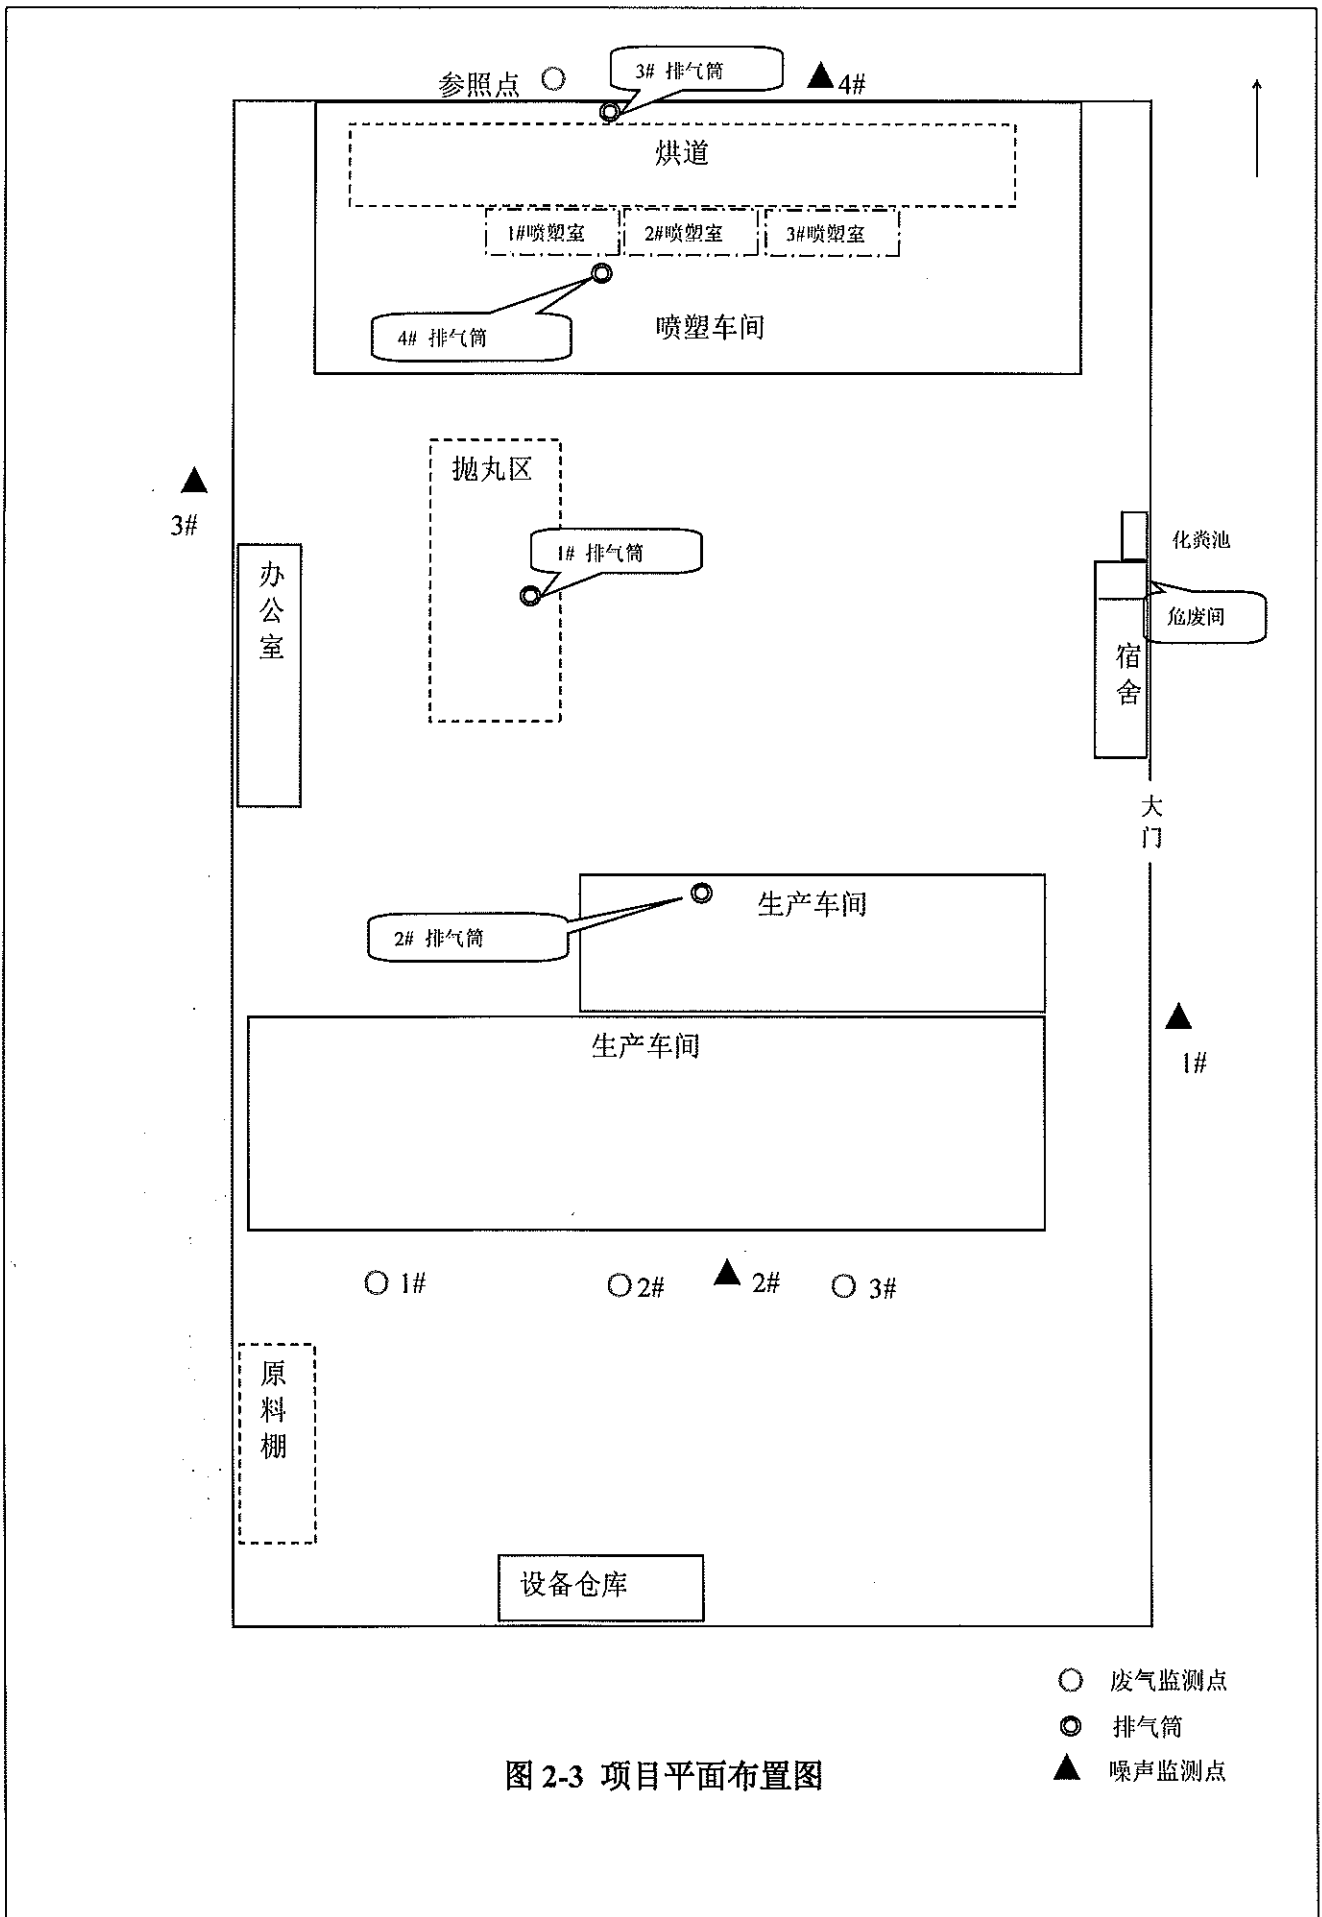 参照点
3# 排气筒
4#
烘道
1#喷塑室
2#喷塑室
3#喷塑室
4# 排气筒
喷塑车间
抛丸区
3#
1# 排气筒
化粪池
办公室
危废间
宿舍
大门
2# 排气筒
生产车间
生产车间
1#
1#
2#
2#
3#
原料棚
设备仓库
废气监测点
排气筒
噪声监测点
图 2-3 项目平面布置图